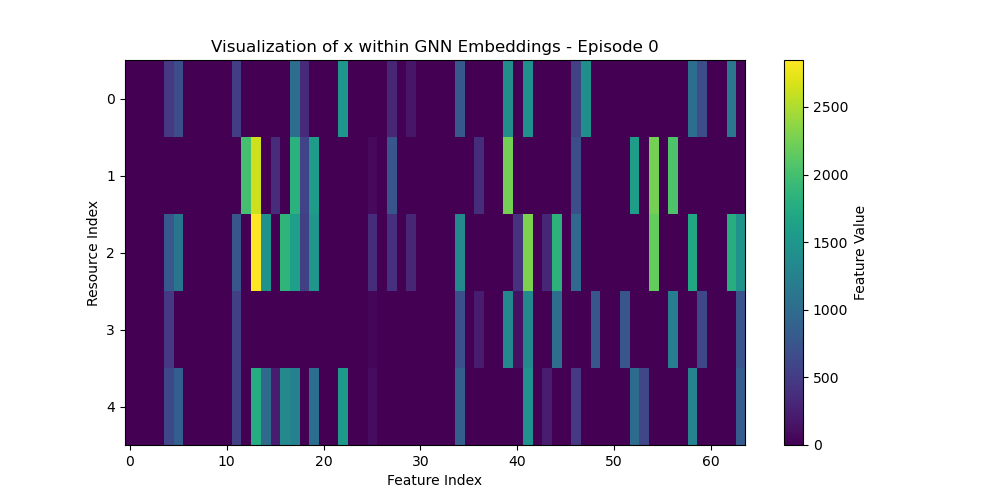 Visualization of x within GNN Embeddings - Episode 0
Resource Index
0
1
2
3
4
0 10 20 30 40 50 60
Feature Index
2500
2000
1500
1000
500
0
Feature Value